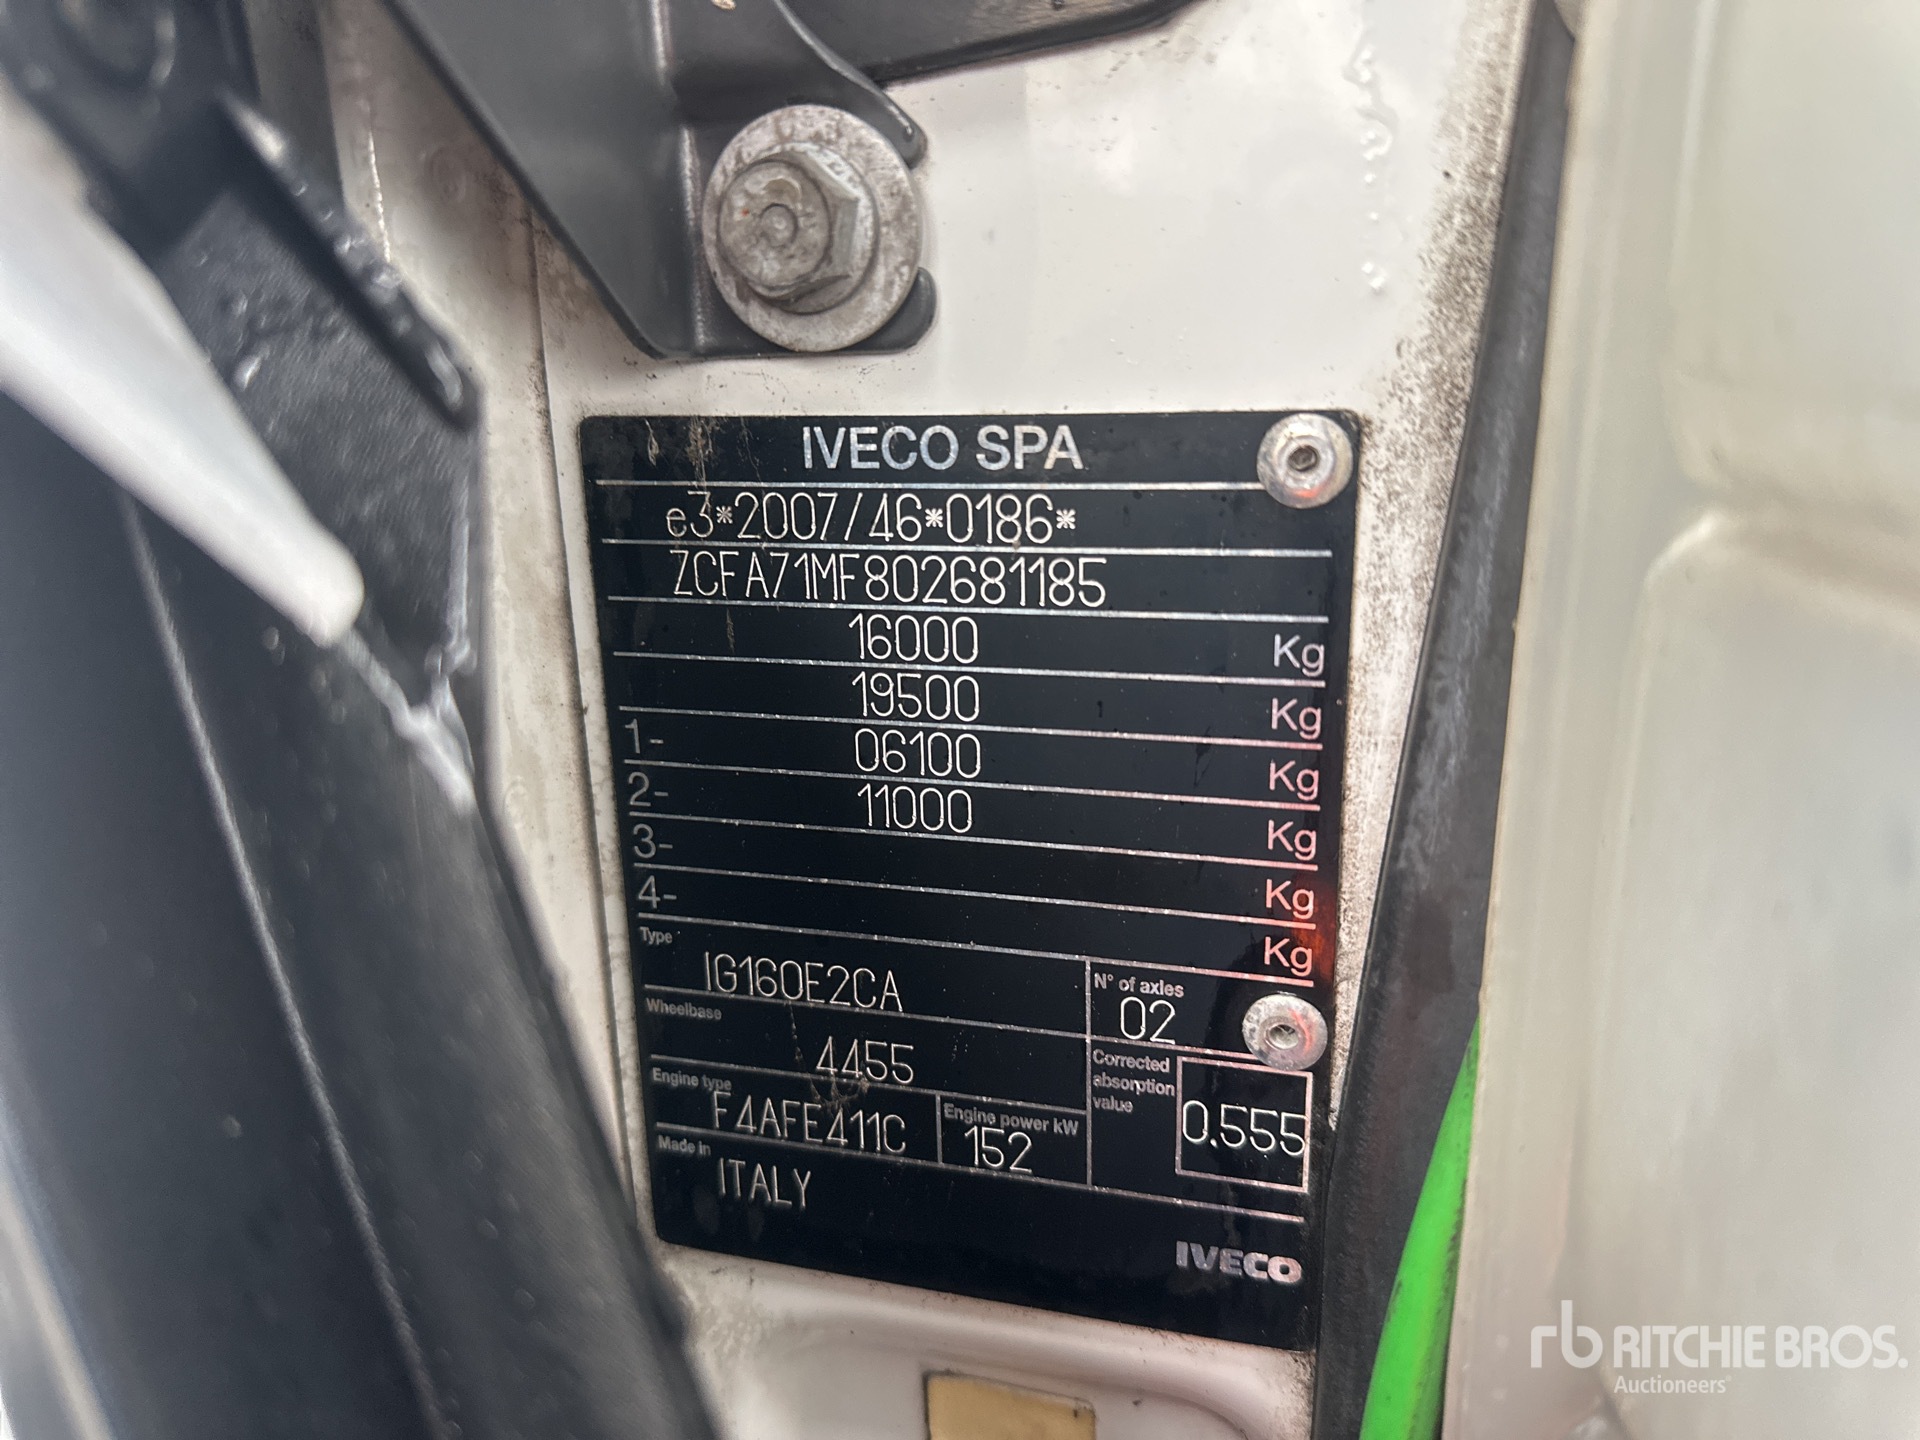 IVECO SPA
e3*2007/46*0186*
ZCFA71MF802681185
16000 Kg
19500 Kg
1- 06100 Kg
2- 11000 Kg
3- Kg
4- Kg
Type IG160E2CA N° of axles 02
Wheelbase 4455 Corrected absorption value 0.555
Engine type F4AFE411C Engine power kW 152
Made in ITALY
IVECO
rb RITCHIE BROS.
Auctioneers